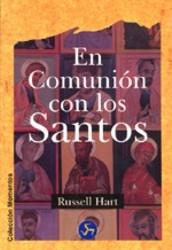 En
Comunión
con los
Santos
Russell Hart
Colección Momentos